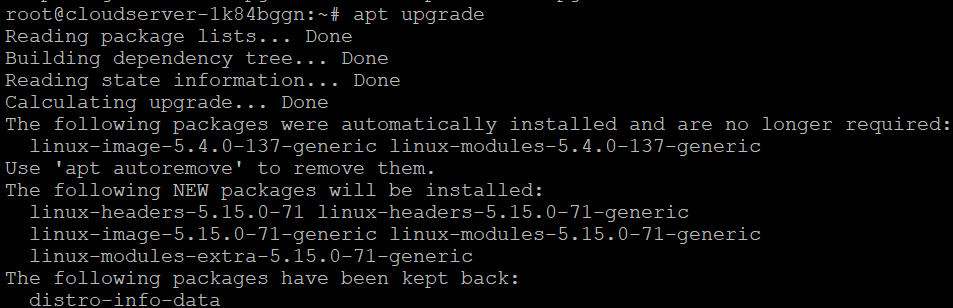 root@cloudserver-1k84bggn:~# apt upgrade
Reading package lists... Done
Building dependency tree... Done
Reading state information... Done
Calculating upgrade... Done
The following packages were automatically installed and are no longer required:
  linux-image-5.4.0-137-generic linux-modules-5.4.0-137-generic
Use 'apt autoremove' to remove them.
The following NEW packages will be installed:
  linux-headers-5.15.0-71 linux-headers-5.15.0-71-generic
  linux-image-5.15.0-71-generic linux-modules-5.15.0-71-generic
  linux-modules-extra-5.15.0-71-generic
The following packages have been kept back:
  distro-info-data